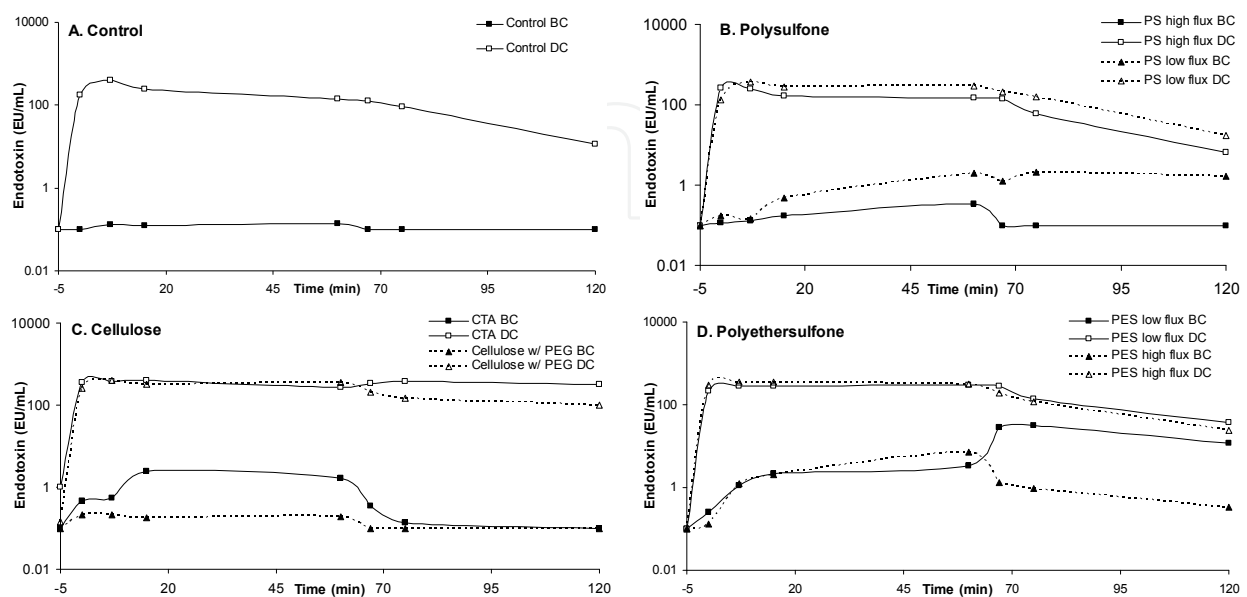 A. Control
Control BC
Control DC
Endotoxin (EU/mL)
10000
100
1
0.01
-5
20
45
Time (min)
70
95
120
B. Polysulfone
PS high flux BC
PS high flux DC
PS low flux BC
PS low flux DC
Endotoxin (EU/mL)
10000
100
1
0.01
-5
20
45
Time (min)
70
95
120
C. Cellulose
CTA BC
CTA DC
Cellulose w/ PEG BC
Cellulose w/ PEG DC
Endotoxin (EU/mL)
10000
100
1
0.01
-5
20
45
Time (min)
70
95
120
D. Polyethersulfone
PES low flux BC
PES low flux DC
PES high flux BC
PES high flux DC
Endotoxin (EU/mL)
10000
100
1
0.01
-5
20
45
Time (min)
70
95
120